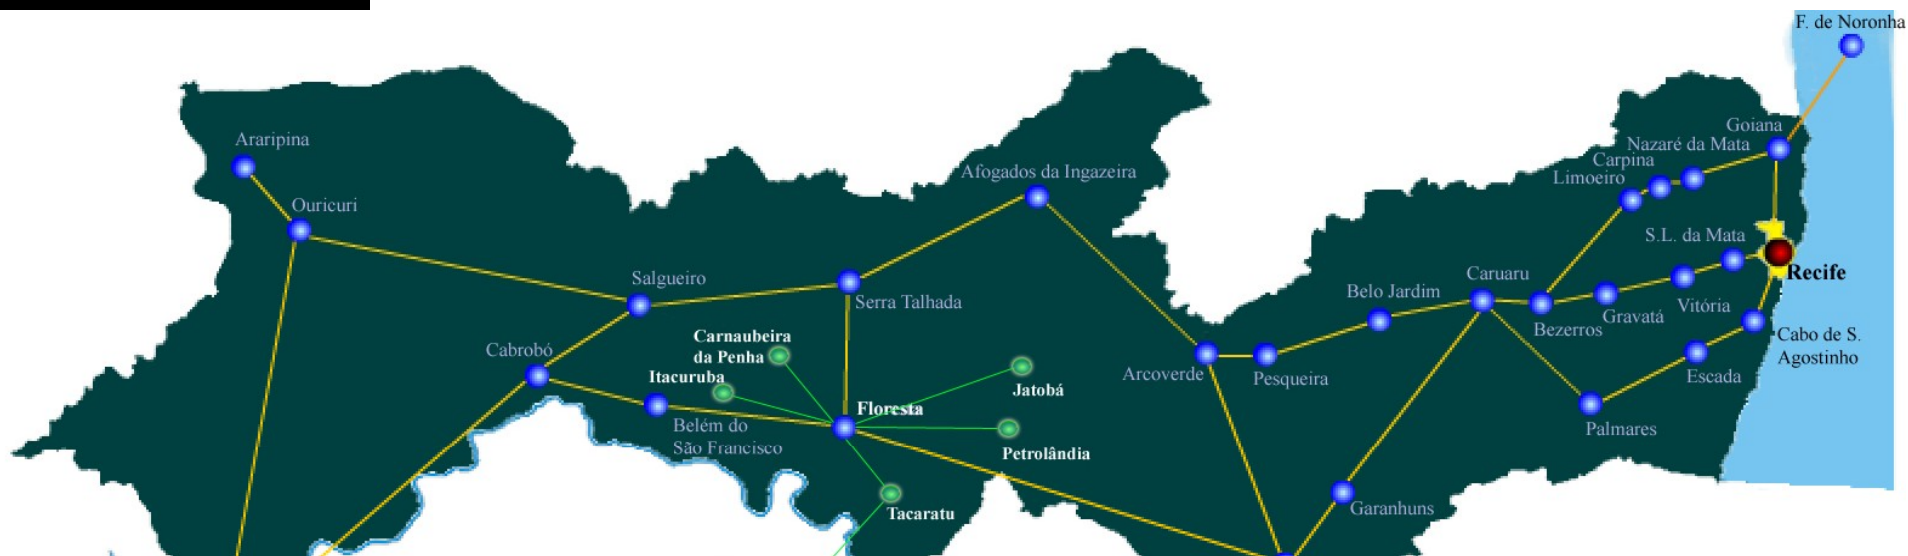 F. de Noronha
Goiana
Araripina
Nazaré da Mata
Carpina
Afogados da Ingazeira
Limoeiro
Ouricuri
S.L. da Mata
Recife
Salgueiro
Caruaru
Serra Talhada
Belo Jardim
Vitória
Gravatá
Bezerros
Carnaubeira
da Penha
Cabo de S.
Agostinho
Cabrobó
Itacuruba
Arcoverde
Pesqueira
Escada
Jatobá
Floresta
Belém do
São Francisco
Palmares
Petrolândia
Garanhuns
Tacaratu